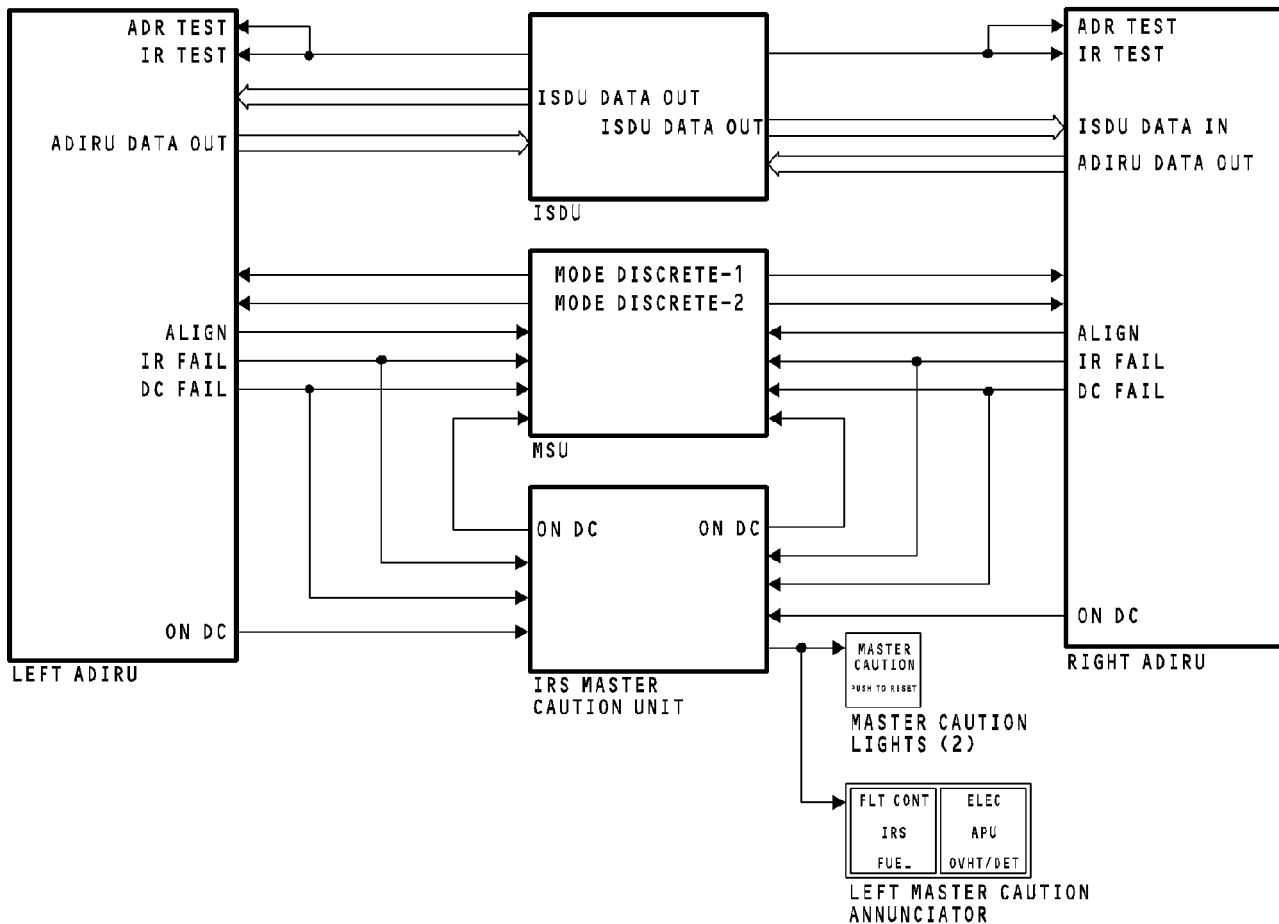 ADR TEST
IR TEST
ADIRU DATA OUT
ALIGN
IR FAIL
DC FAIL
ON DC
LEFT ADIRU
ISDU DATA OUT
ISDU DATA OUT
ISDU
MODE DISCRETE-1
MODE DISCRETE-2
MSU
ON DC
ON DC
IRS MASTER
CAUTION UNIT
ADR TEST
IR TEST
ISDU DATA IN
ADIRU DATA OUT
ALIGN
IR FAIL
DC FAIL
ON DC
RIGHT ADIRU
MASTER
CAUTION
PUSH TO RESET
MASTER CAUTION
LIGHTS (2)
FLT CONT
IRS
FUE_
ELEC
APU
OVHT/DET
LEFT MASTER CAUTION
ANNUNCIATOR